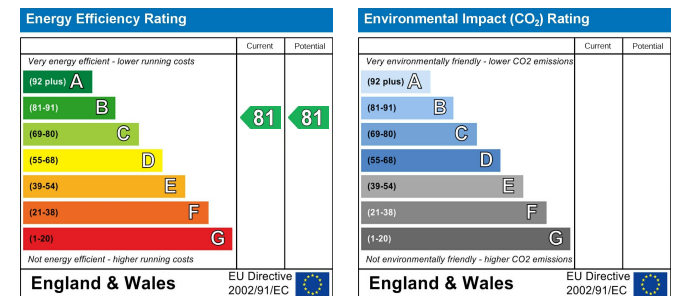 Energy Efficiency Rating
Current Potential
Very energy efficient - lower running costs
(92 plus) A
(81-91) B
81 81
(69-80) C
(55-68) D
(39-54) E
(21-38) F
(1-20) G
Not energy efficient - higher running costs
England & Wales
EU Directive
2002/91/EC
Environmental Impact (CO₂) Rating
Current Potential
Very environmentally friendly - lower CO2 emissions
(92 plus) A
(81-91) B
(69-80) C
(55-68) D
(39-54) E
(21-38) F
(1-20) G
Not environmentally friendly - higher CO2 emissions
England & Wales
EU Directive
2002/91/EC